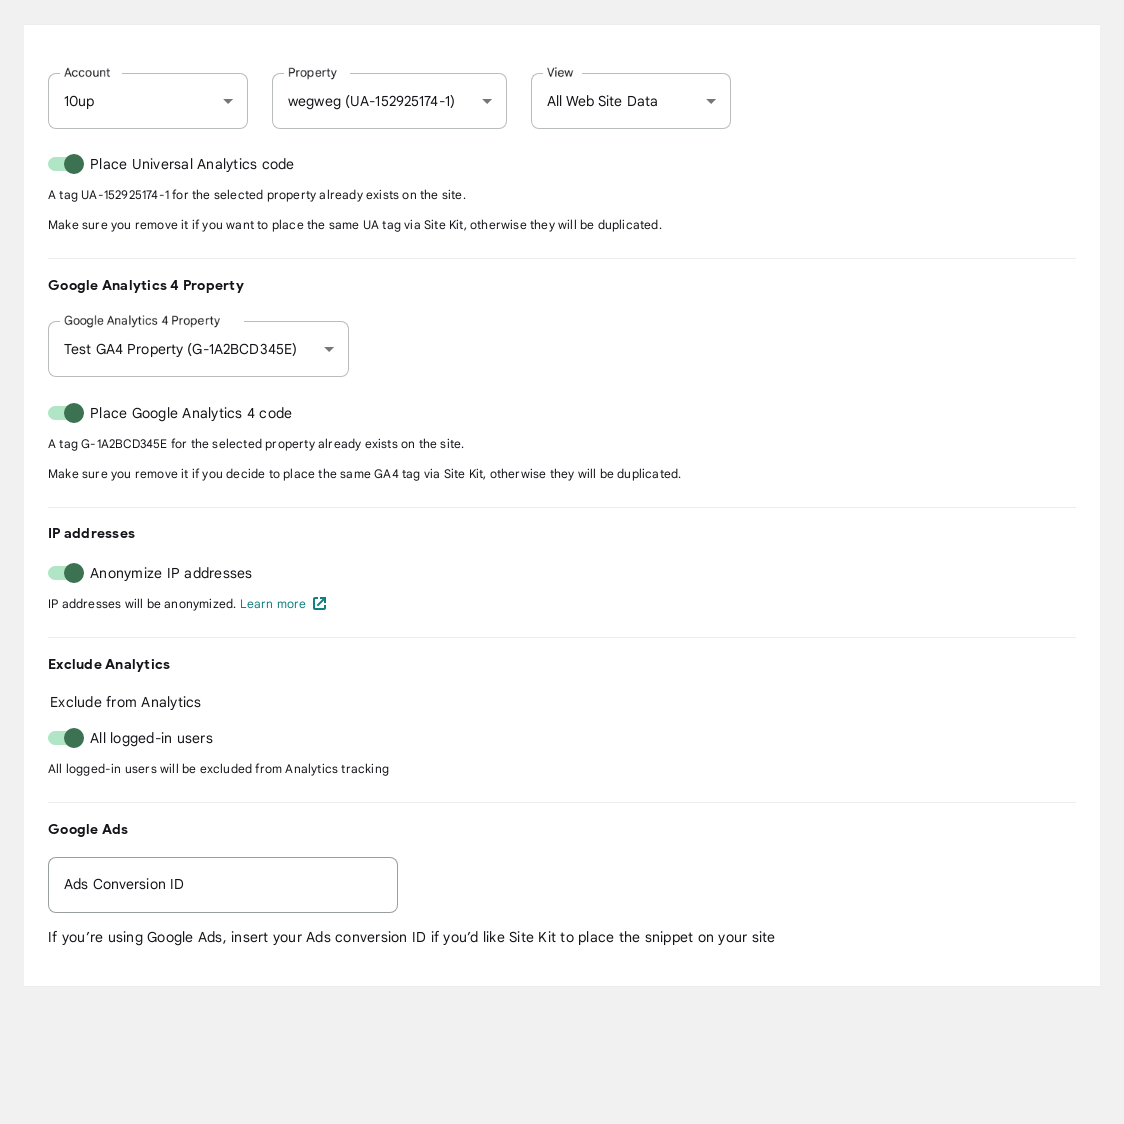 Account
Property
View
10up
wegweg (UA-152925174-1)
All Web Site Data
Place Universal Analytics code
A tag UA-152925174-1 for the selected property already exists on the site.
Make sure you remove it if you want to place the same UA tag via Site Kit, otherwise they will be duplicated.
Google Analytics 4 Property
Google Analytics 4 Property
Test GA4 Property (G-1A2BCD345E)
Place Google Analytics 4 code
A tag G-1A2BCD345E for the selected property already exists on the site.
Make sure you remove it if you decide to place the same GA4 tag via Site Kit, otherwise they will be duplicated.
IP addresses
Anonymize IP addresses
IP addresses will be anonymized. Learn more
Exclude Analytics
Exclude from Analytics
All logged-in users
All logged-in users will be excluded from Analytics tracking
Google Ads
Ads Conversion ID
If you’re using Google Ads, insert your Ads conversion ID if you’d like Site Kit to place the snippet on your site